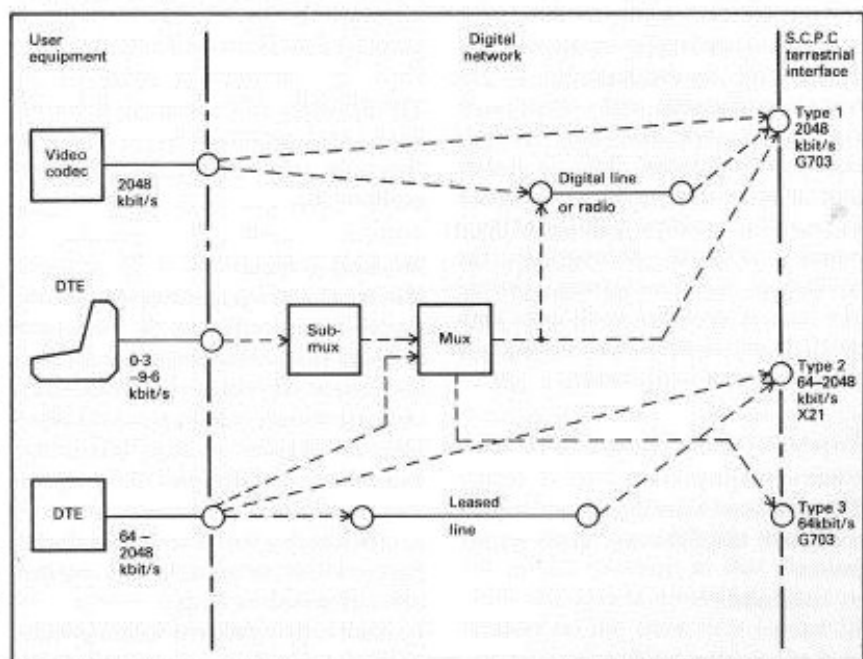 User
equipment
Digital
network
S.C.P.C
terrestrial
interface
Type 1
2048
kbit/s
G703
Video
codec
2048
kbit/s
Digital line
or radio
DTE
0·3
–9·6
kbit/s
Sub-
mux
Mux
Type 2
64–2048
kbit/s
X21
DTE
64 –
2048
kbit/s
Leased
line
Type 3
64kbit/s
G703